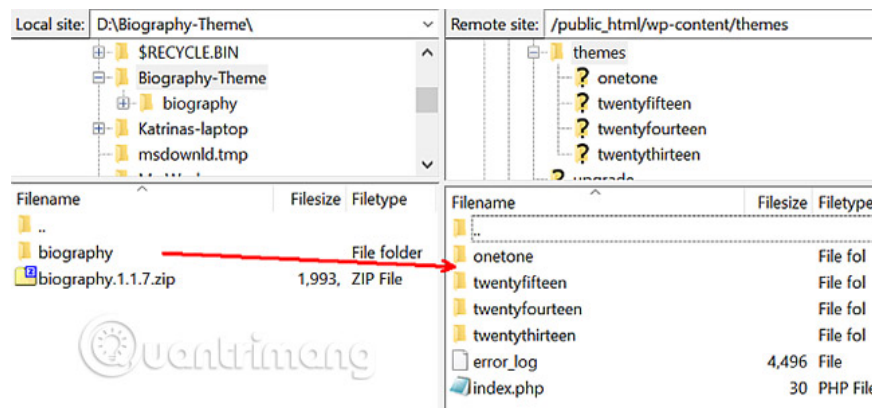 Local site: D:\Biography-Theme\
$RECYCLE.BIN
Biography-Theme
biography
Katrinas-laptop
msdownld.tmp
Filename Filesize Filetype
..
biography File folder
biography.1.1.7.zip 1,993, ZIP File
Quantrimang
Remote site: /public_html/wp-content/themes
themes
onetone
twentyfifteen
twentyfourteen
twentythirteen
upgrade
Filename Filesize Filetype
..
onetone File fol
twentyfifteen File fol
twentyfourteen File fol
twentythirteen File fol
error_log 4,496 File
index.php 30 PHP File